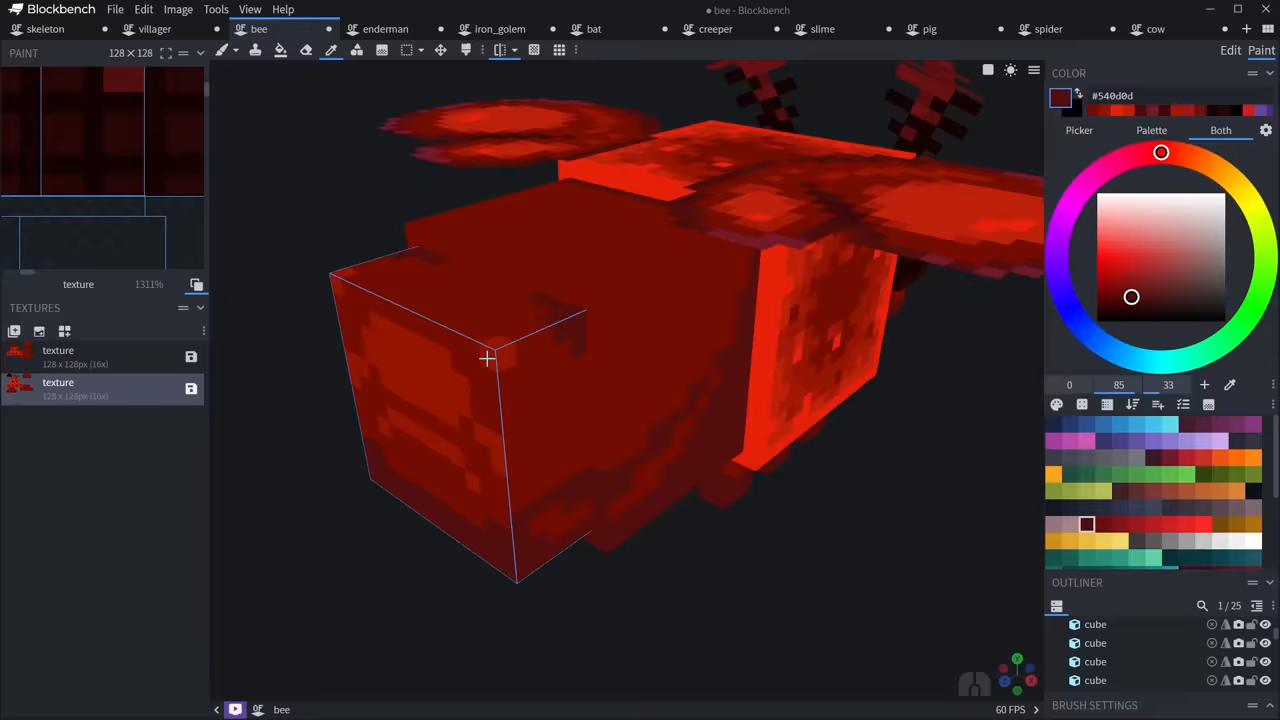 Blockbench File Edit Image Tools View Help • bee - Blockbench
skeleton villager bee enderman iron_golem bat creeper slime pig spider cow
PAINT 128×128
Edit Paint
COLOR
#540d0d
Picker Palette Both
texture 1311%
TEXTURES
texture
128 x 128px (16x)
texture
128 x 128px (16x)
0 85 33
OUTLINER
1 / 25
cube
cube
cube
cube
BRUSH SETTINGS
bee 60 FPS